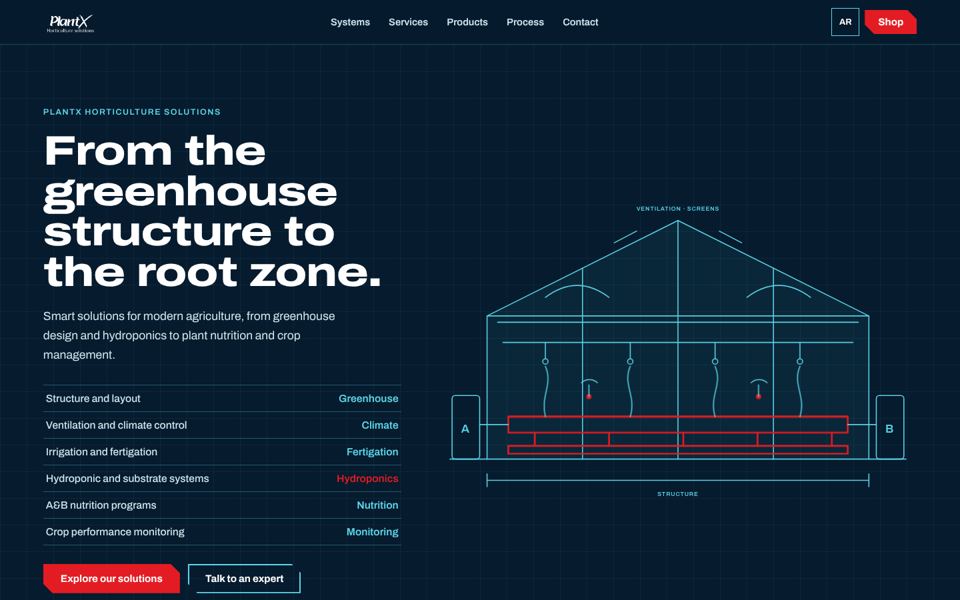 PlantX
Horticulture solutions
Systems Services Products Process Contact
AR
Shop
PLANTX HORTICULTURE SOLUTIONS
From the
greenhouse
structure to
the root zone.
Smart solutions for modern agriculture, from greenhouse
design and hydroponics to plant nutrition and crop
management.
Structure and layout Greenhouse
Ventilation and climate control Climate
Irrigation and fertigation Fertigation
Hydroponic and substrate systems Hydroponics
A&B nutrition programs Nutrition
Crop performance monitoring Monitoring
Explore our solutions
Talk to an expert
VENTILATION · SCREENS
A
B
STRUCTURE